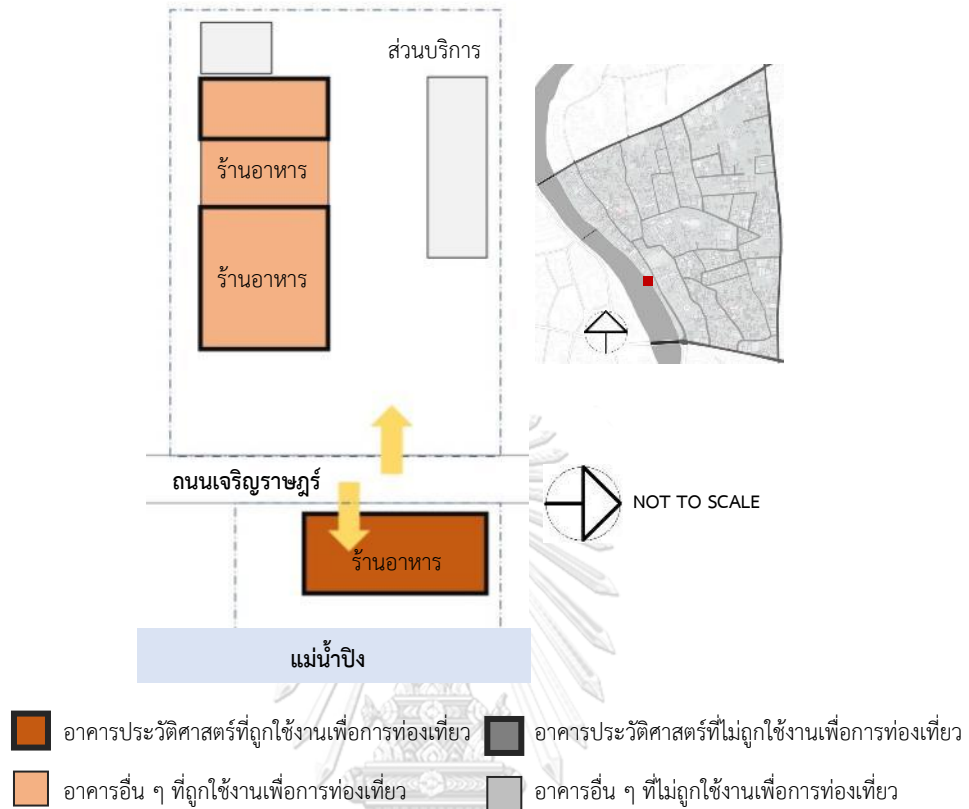 ส่วนบริการ
ร้านอาหาร
ร้านอาหาร
ถนนเจริญราษฎร์
NOT TO SCALE
ร้านอาหาร
แม่น้ำปิง
อาคารประวัติศาสตร์ที่ถูกใช้งานเพื่อการท่องเที่ยว
อาคารประวัติศาสตร์ที่ไม่ถูกใช้งานเพื่อการท่องเที่ยว
อาคารอื่น ๆ ที่ถูกใช้งานเพื่อการท่องเที่ยว
อาคารอื่น ๆ ที่ไม่ถูกใช้งานเพื่อการท่องเที่ยว